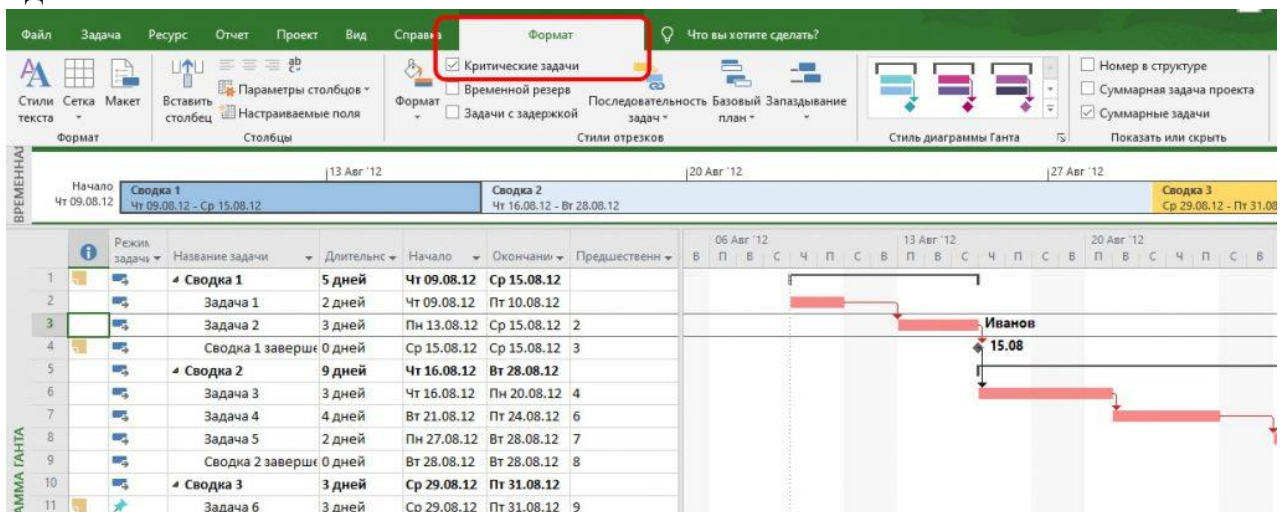 Файл Задача Ресурс Отчет Проект Вид Справка Формат Что вы хотите сделать?
Стили текста Сетка Макет
Формат
Вставить столбец
Параметры столбцов
Настраиваемые поля
Столбцы
Формат
Критические задачи
Временной резерв
Задачи с задержкой
Последовательность задач
Базовый план
Запаздывание
Стили отрезков
Стиль диаграммы Ганта
Номер в структуре
Суммарная задача проекта
Суммарные задачи
Показать или скрыть
13 Авг '12 20 Авг '12 27 Авг '12
Начало
Чт 09.08.12
Сводка 1
Чт 09.08.12 - Ср 15.08.12
Сводка 2
Чт 16.08.12 - Вт 28.08.12
Сводка 3
Ср 29.08.12 - Пт 31.08
Режим задачи Название задачи Длительнс Начало Окончани Предшественн
06 Авг '12 13 Авг '12 20 Авг '12
В П В С Ч П С В П В С Ч П С В П В С Ч П С В
1 Сводка 1 5 дней Чт 09.08.12 Ср 15.08.12
2 Задача 1 2 дней Чт 09.08.12 Пт 10.08.12
3 Задача 2 3 дней Пн 13.08.12 Ср 15.08.12 2 Иванов
4 Сводка 1 заверше 0 дней Ср 15.08.12 Ср 15.08.12 3 15.08
5 Сводка 2 9 дней Чт 16.08.12 Вт 28.08.12
6 Задача 3 3 дней Чт 16.08.12 Пн 20.08.12 4
7 Задача 4 4 дней Вт 21.08.12 Пт 24.08.12 6
8 Задача 5 2 дней Пн 27.08.12 Вт 28.08.12 7
9 Сводка 2 заверше 0 дней Вт 28.08.12 Вт 28.08.12 8
10 Сводка 3 3 дней Ср 29.08.12 Пт 31.08.12
11 Задача 6 3 дней Ср 29.08.12 Пт 31.08.12 9